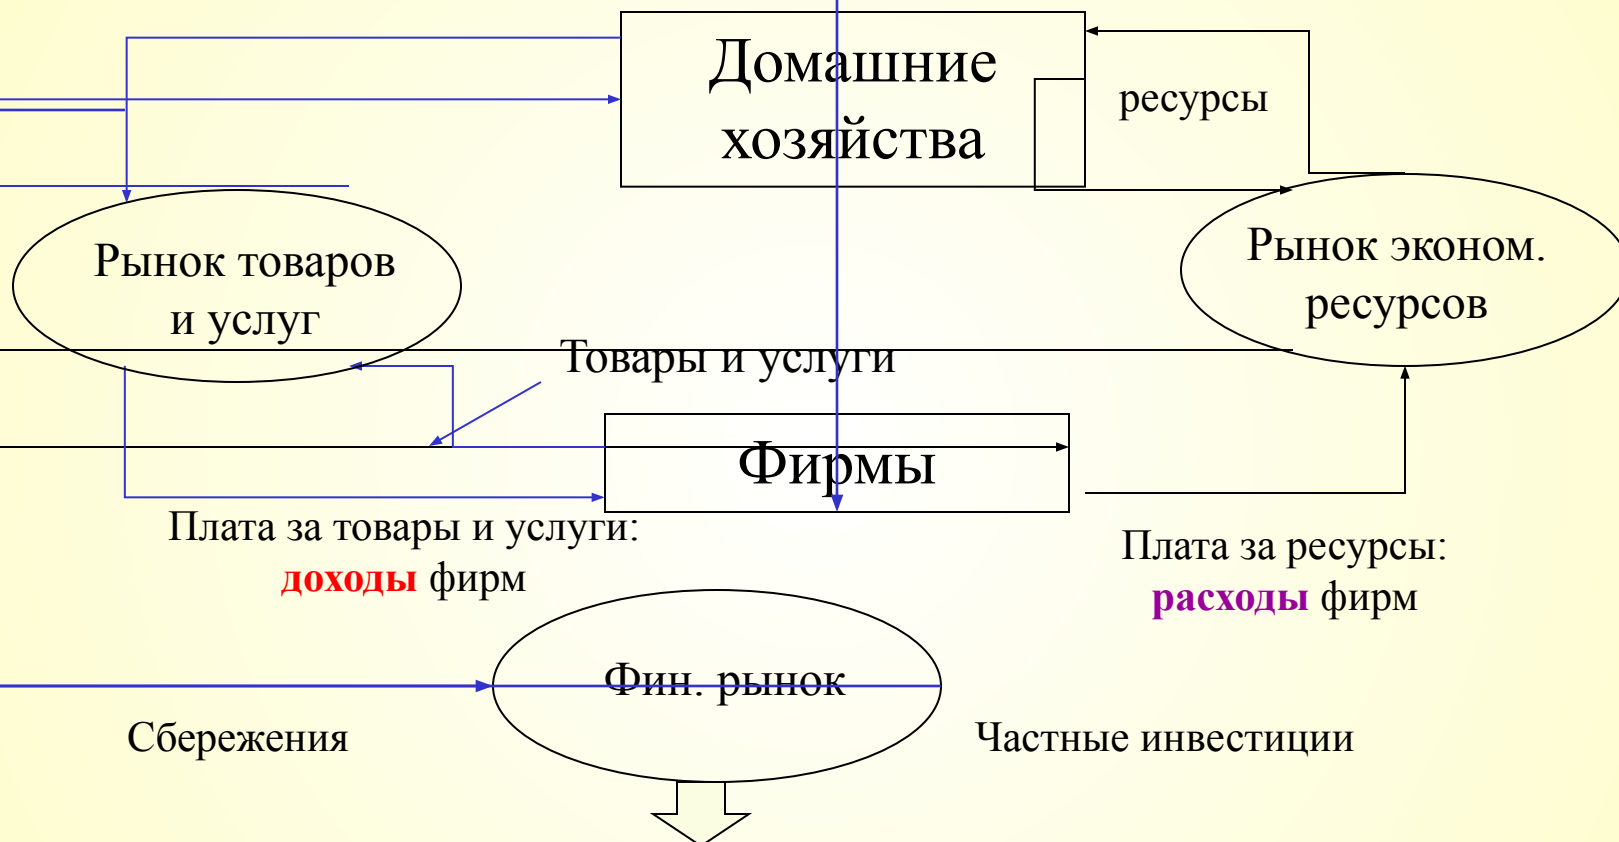 Домашние
хозяйства
ресурсы
Рынок товаров
и услуг
Рынок эконом.
ресурсов
Товары и услуги
Фирмы
Плата за товары и услуги:
доходы фирм
Плата за ресурсы:
расходы фирм
Фин. рынок
Сбережения
Частные инвестиции